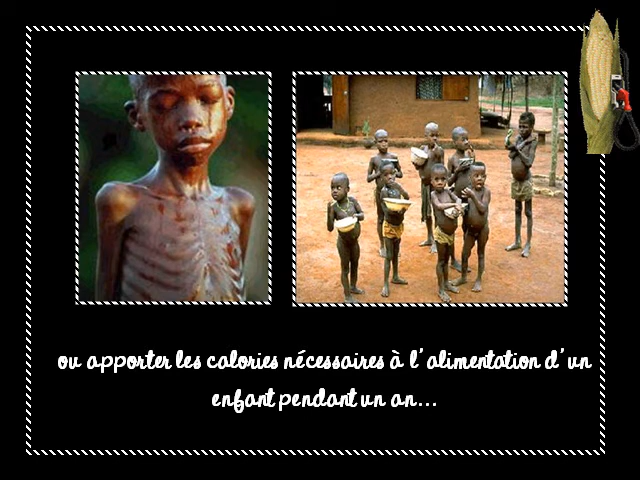 ou apporter les calories nécessaires à l'alimentation d'un
enfant pendant un an...